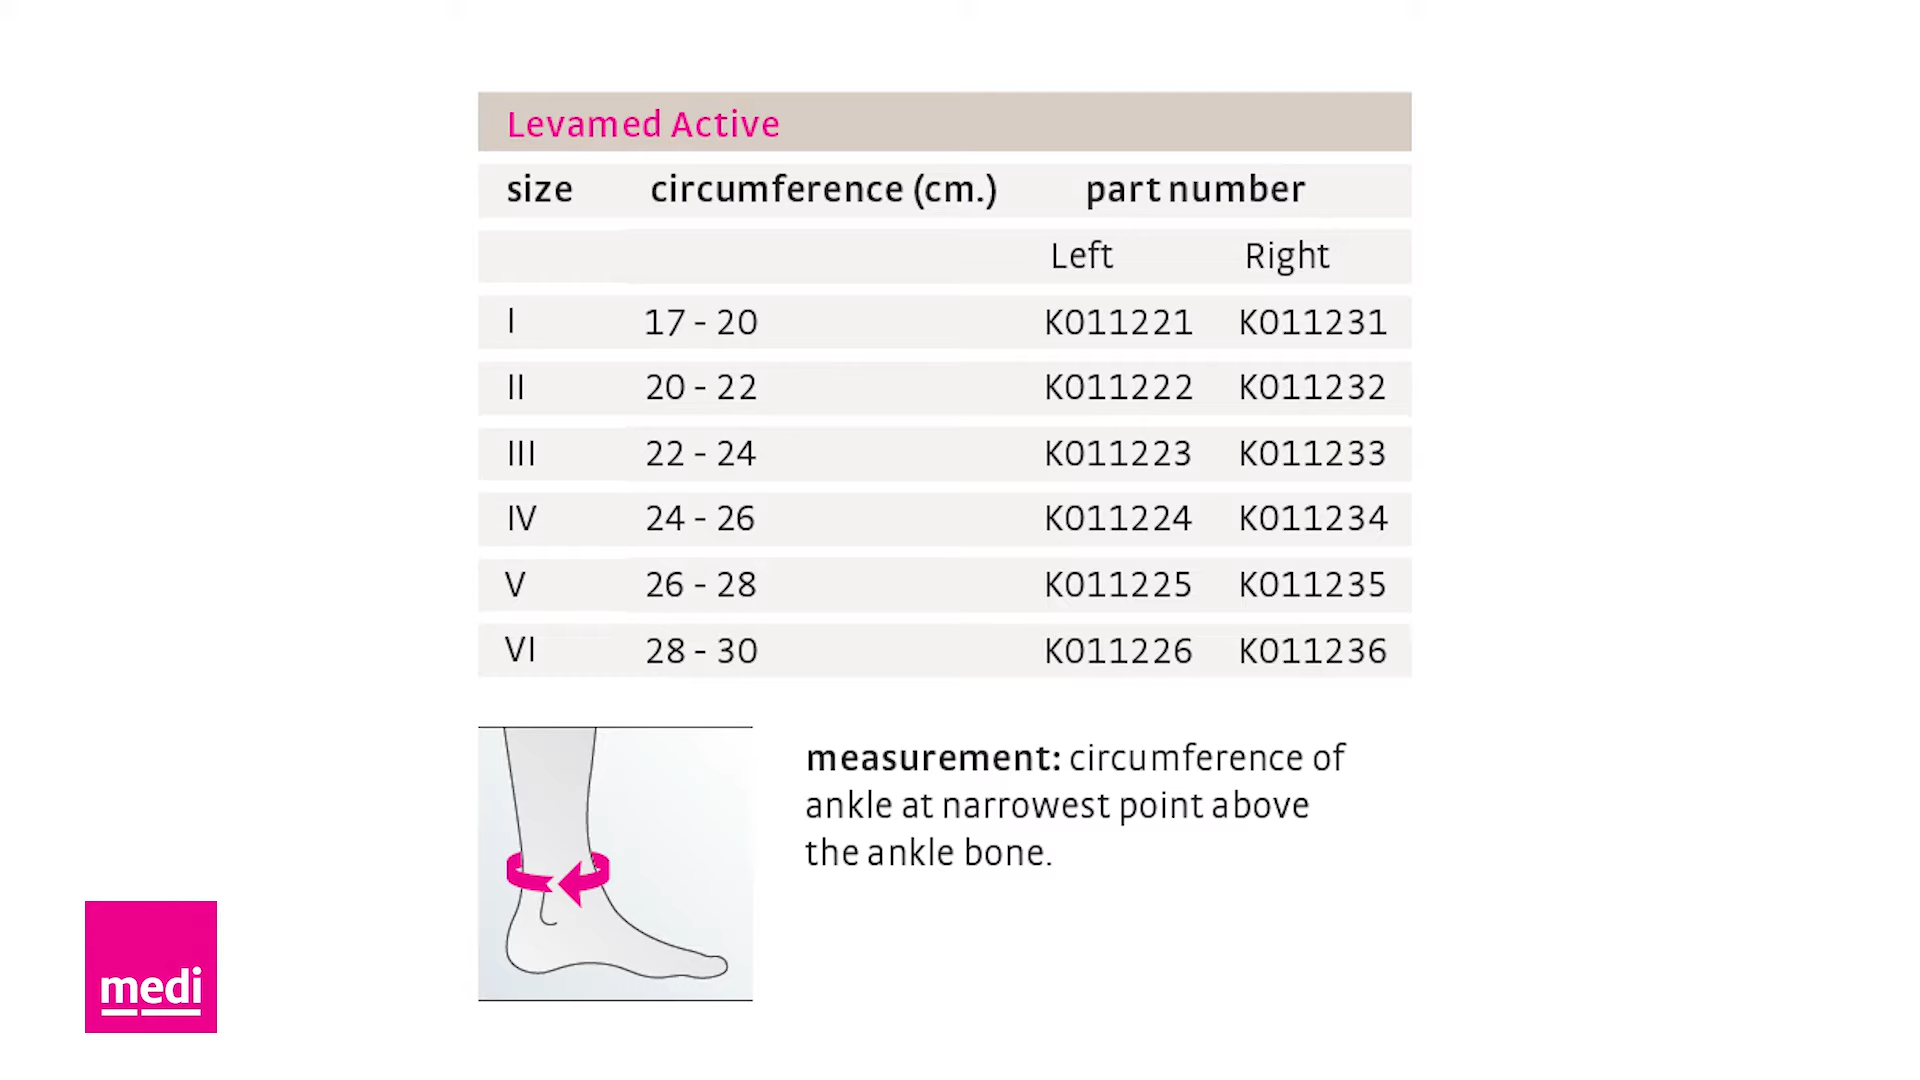 Levamed Active
size circumference (cm.) part number
Left Right
I 17 - 20 K011221 K011231
II 20 - 22 K011222 K011232
III 22 - 24 K011223 K011233
IV 24 - 26 K011224 K011234
V 26 - 28 K011225 K011235
VI 28 - 30 K011226 K011236
measurement: circumference of
ankle at narrowest point above
the ankle bone.
medi